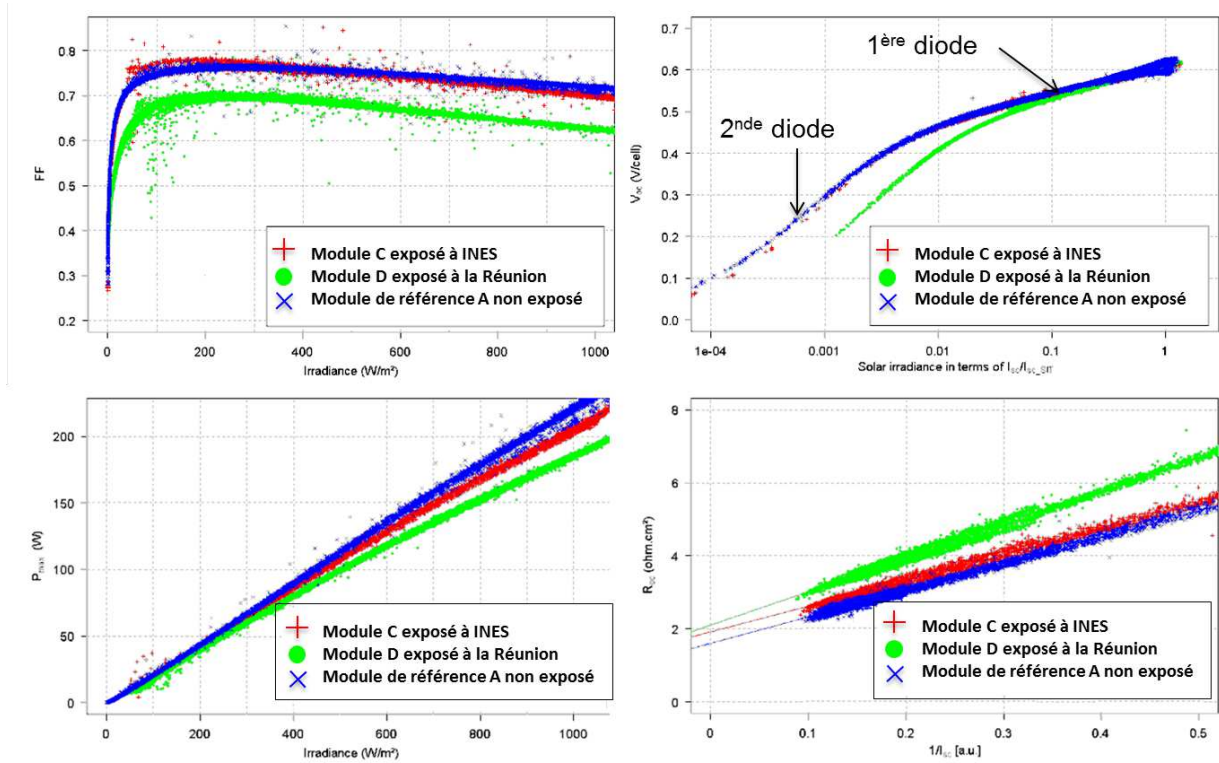 FF
0.8
0.7
0.6
0.5
0.4
0.3
0.2
0
200
400
600
800
1000
Irradiance (W/m²)
Module C exposé à INES
Module D exposé à la Réunion
Module de référence A non exposé
V_oc (V/cell)
0.7
0.6
0.5
0.4
0.3
0.2
0.1
0.0
1ère diode
2nde diode
1e-04
0.001
0.01
0.1
1
Solar irradiance in terms of
Module C exposé à INES
Module D exposé à la Réunion
Module de référence A non exposé
P_max (W)
200
150
100
50
0
0
200
400
600
800
1000
Irradiance (W/m²)
Module C exposé à INES
Module D exposé à la Réunion
Module de référence A non exposé
(ohm.cm²)
8
6
4
2
0
0
0.1
0.2
0.3
0.4
0.5
1/I_sc [a.u.]
Module C exposé à INES
Module D exposé à la Réunion
Module de référence A non exposé